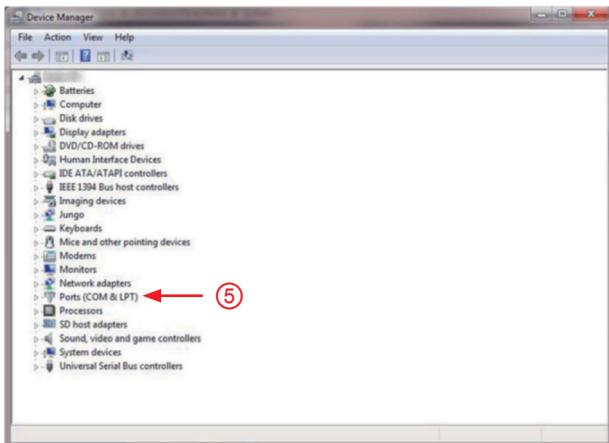 Device Manager
File Action View Help
Batteries
Computer
Disk drives
Display adapters
DVD/CD-ROM drives
Human Interface Devices
IDE ATA/ATAPI controllers
IEEE 1394 Bus host controllers
Imaging devices
Jungo
Keyboards
Mice and other pointing devices
Modems
Monitors
Network adapters
Ports (COM & LPT) ⑤
Processors
SD host adapters
Sound, video and game controllers
System devices
Universal Serial Bus controllers